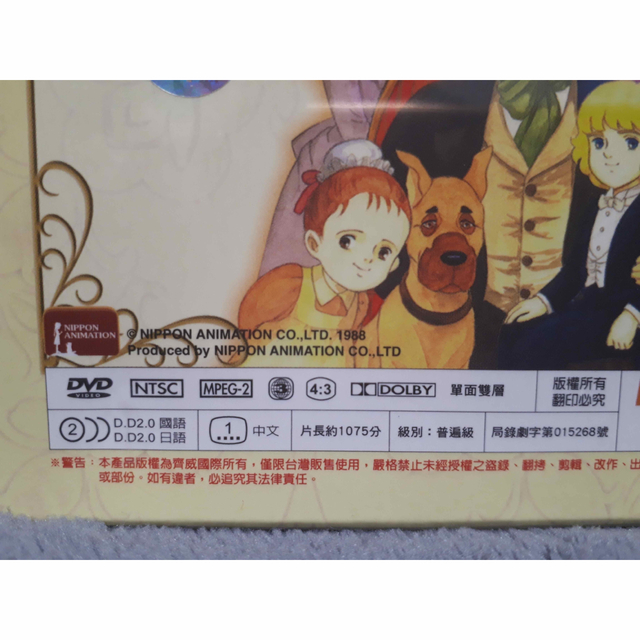 NIPPON
ANIMATION
© NIPPON ANIMATION CO.,LTD. 1988
Produced by NIPPON ANIMATION CO.,LTD
DVD VIDEO NTSC MPEG-2 3 4:3 DOLBY 單面雙層 版權所有
翻印必究
2 D.D2.0 國語
D.D2.0 日語
1 中文 片長約1075分 級別：普遍級 局錄劇字第015268號
※警告：本產品版權為齊威國際所有，僅限台灣販售使用，嚴格禁止未經授權之盜錄、翻拷、剪輯、改作、出
或部份。如有違者，必追究其法律責任。